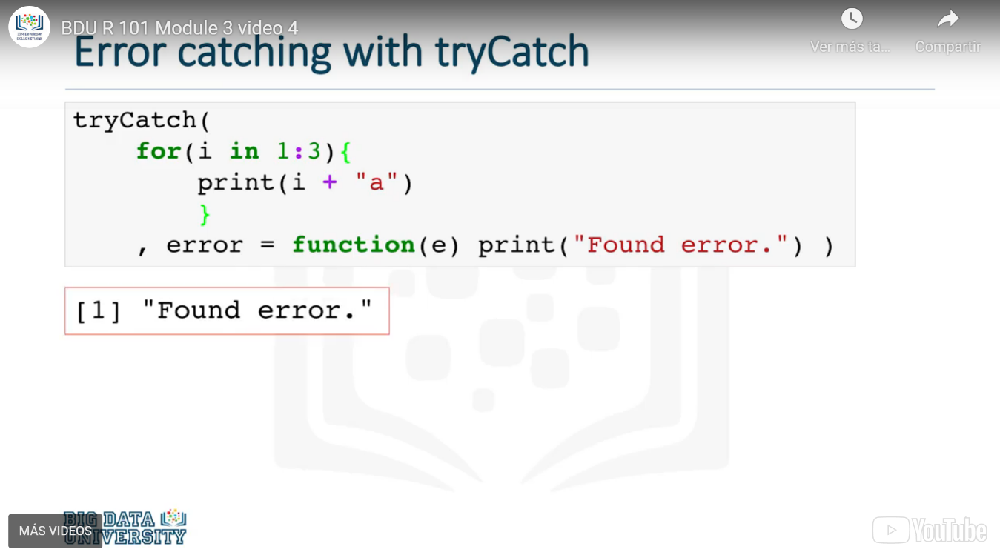 BDU R 101 Module 3 video 4
Ver más ta...
Compartir
Error catching with tryCatch
tryCatch(
for(i in 1:3){
print(i + "a")
}
, error = function(e) print("Found error.") )
[1] "Found error."
BIG DATA
UNIVERSITY
MÁS VIDEOS
YouTube